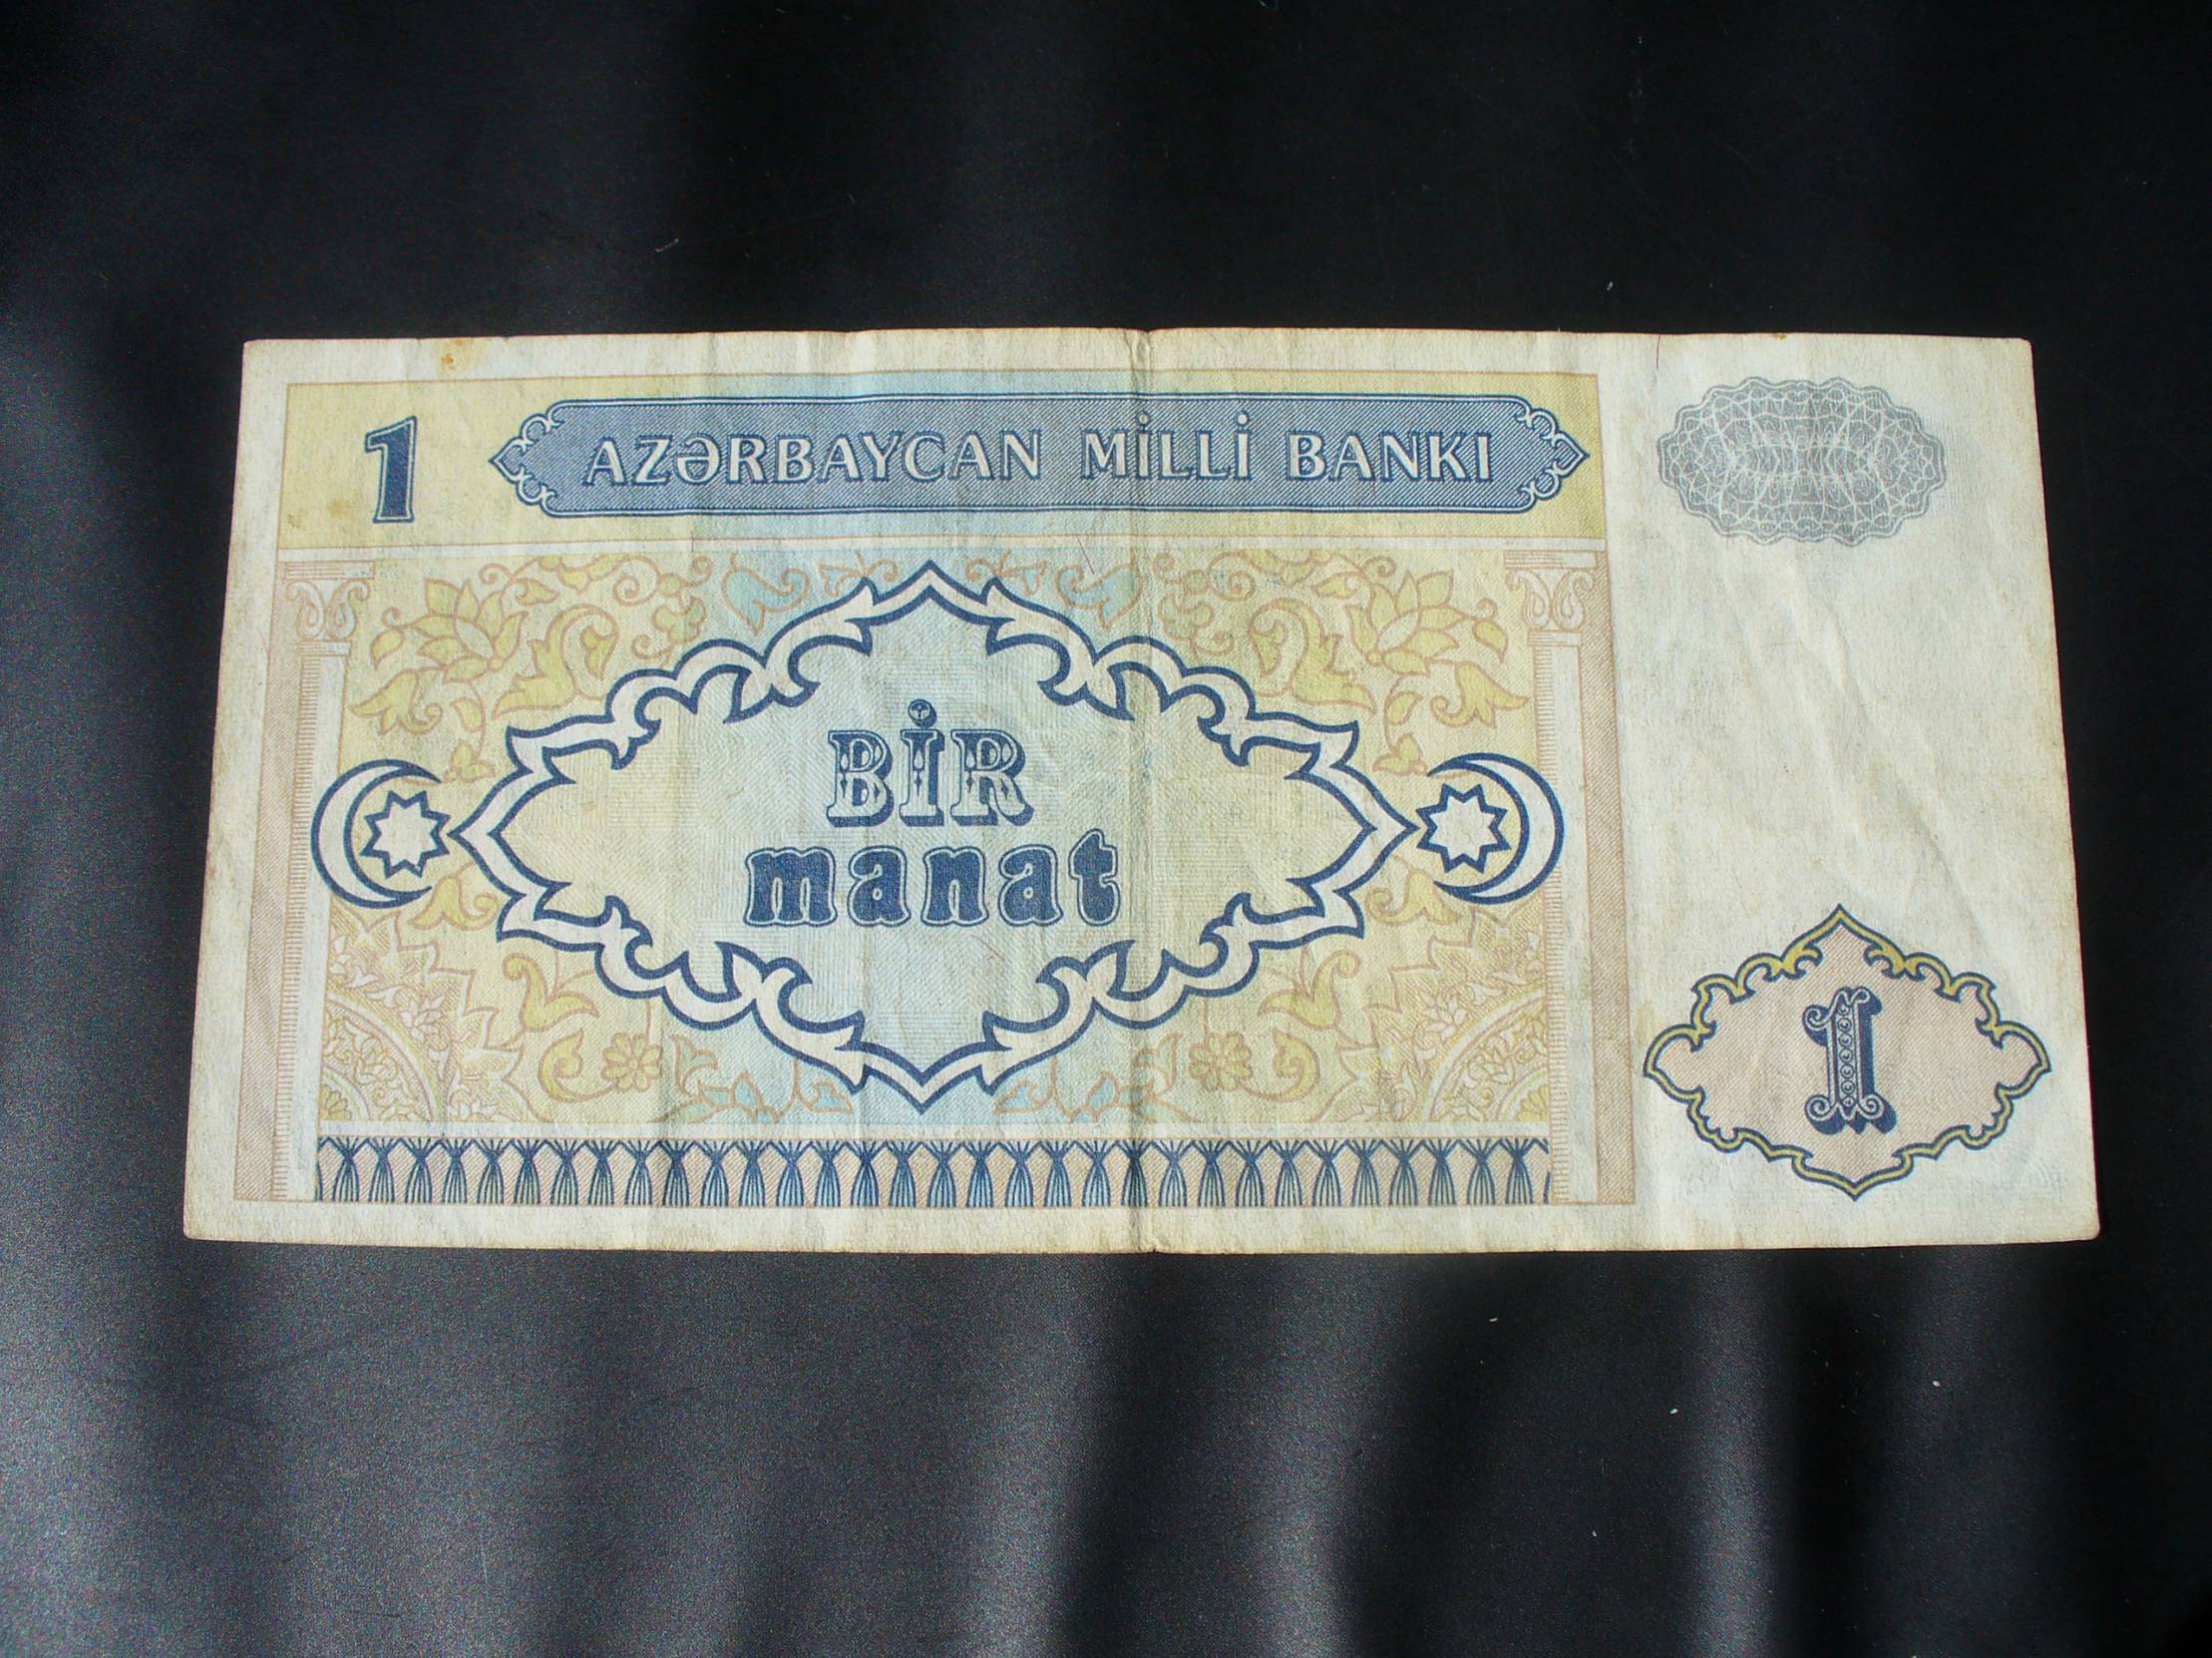 1 AZƏRBAYCAN MİLLİ BANKI
BİR
manat
1